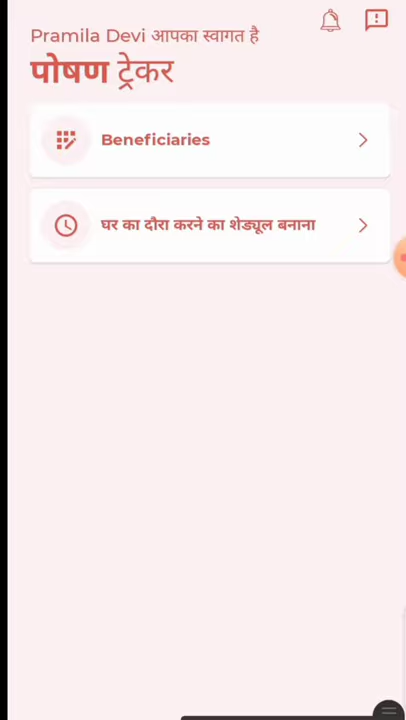 Pramila Devi आपका स्वागत है
पोषण ट्रेकर
Beneficiaries
घर का दौरा करने का शेड्यूल बनाना